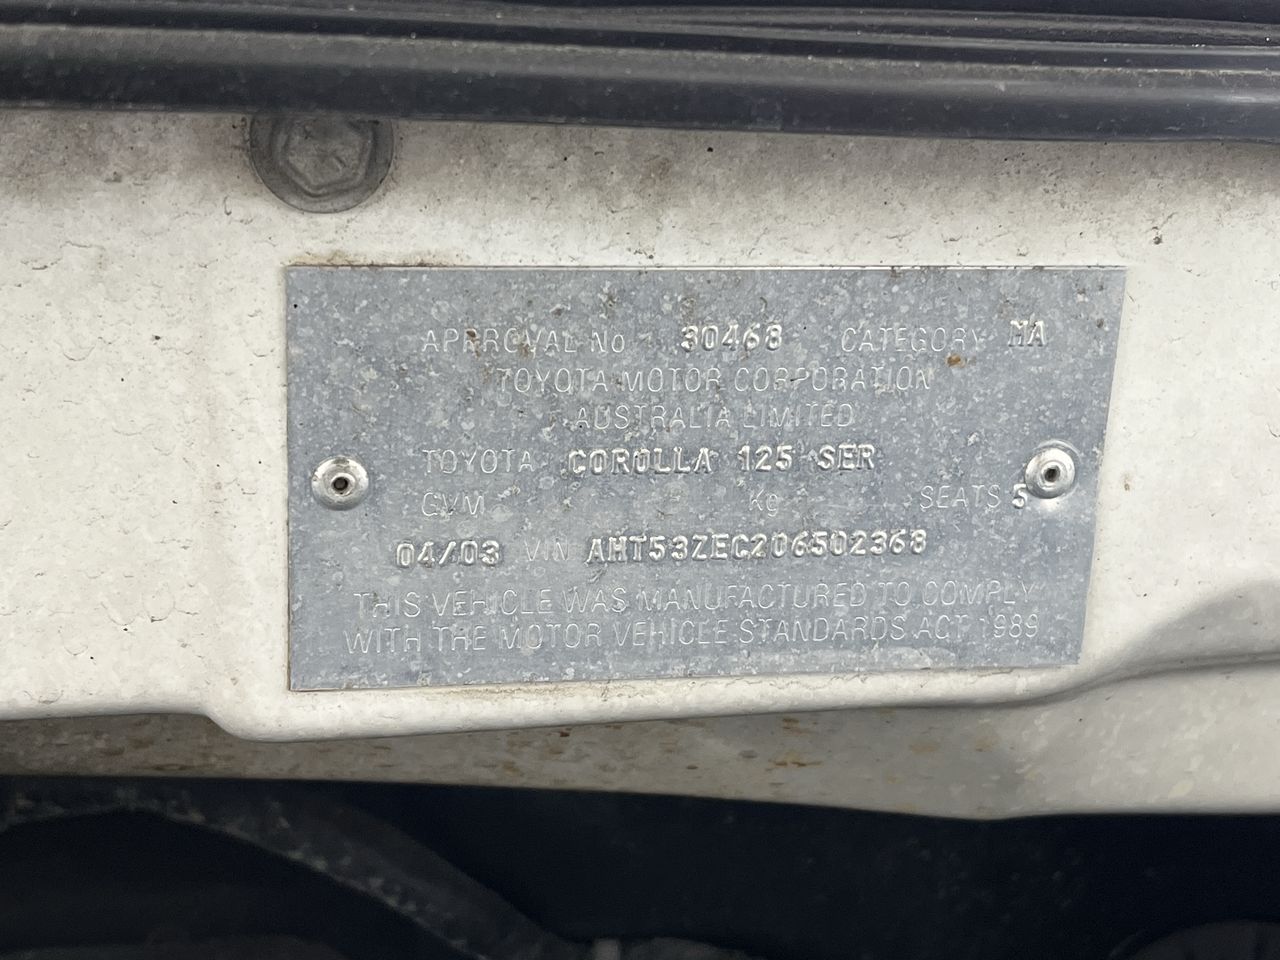 APPROVAL No 30468 CATEGORY MA
TOYOTA MOTOR CORPORATION
AUSTRALIA LIMITED
TOYOTA COROLLA 125 SER
GVM Kg SEATS 5
04/03 VIN AHT53ZEC206502368
THIS VEHICLE WAS MANUFACTURED TO COMPLY
WITH THE MOTOR VEHICLE STANDARDS ACT 1989